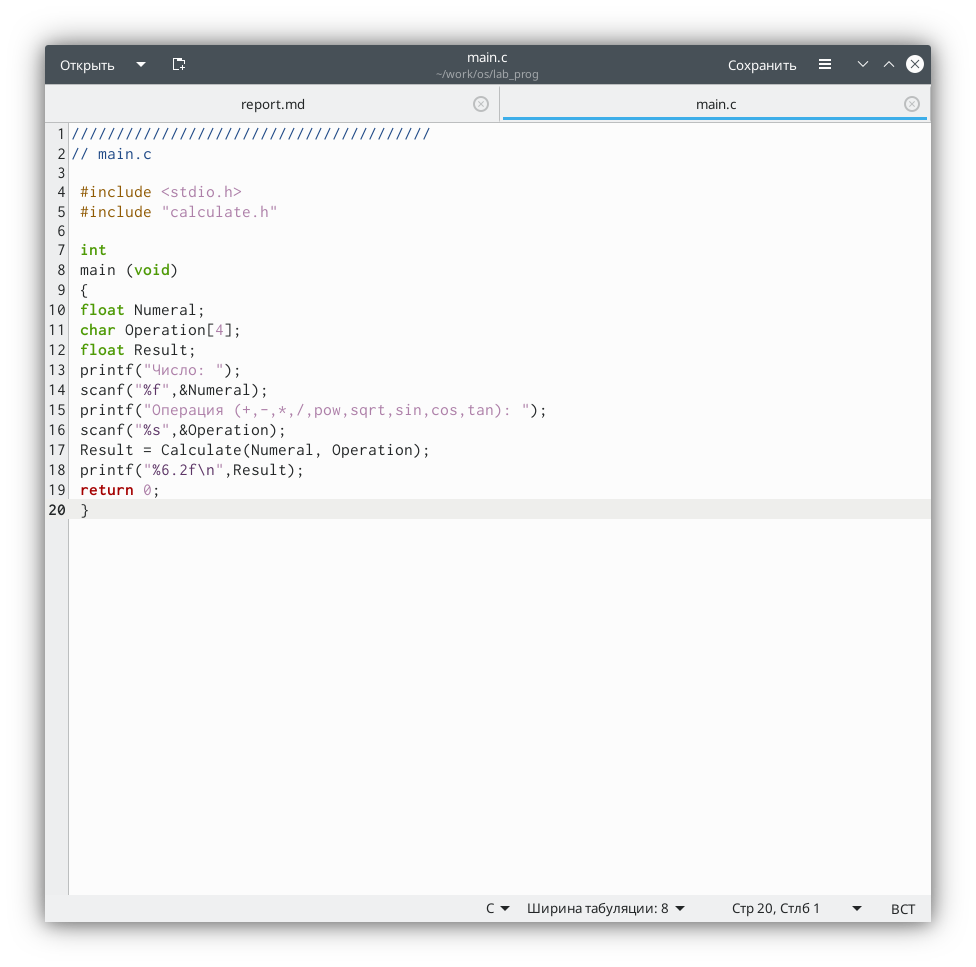 Открыть
main.c
~/work/os/lab_prog
Сохранить
report.md
main.c
1 ////////////////////////////////////////
2 // main.c
3
4 #include <stdio.h>
5 #include "calculate.h"
6
7 int
8 main (void)
9 {
10 float Numeral;
11 char Operation[4];
12 float Result;
13 printf("Число: ");
14 scanf("%f",&Numeral);
15 printf("Операция (+,-,*,/,pow,sqrt,sin,cos,tan): ");
16 scanf("%s",&Operation);
17 Result = Calculate(Numeral, Operation);
18 printf("%6.2f\n",Result);
19 return 0;
20 }
C Ширина табуляции: 8 Стр 20, Стлб 1 ВСТ